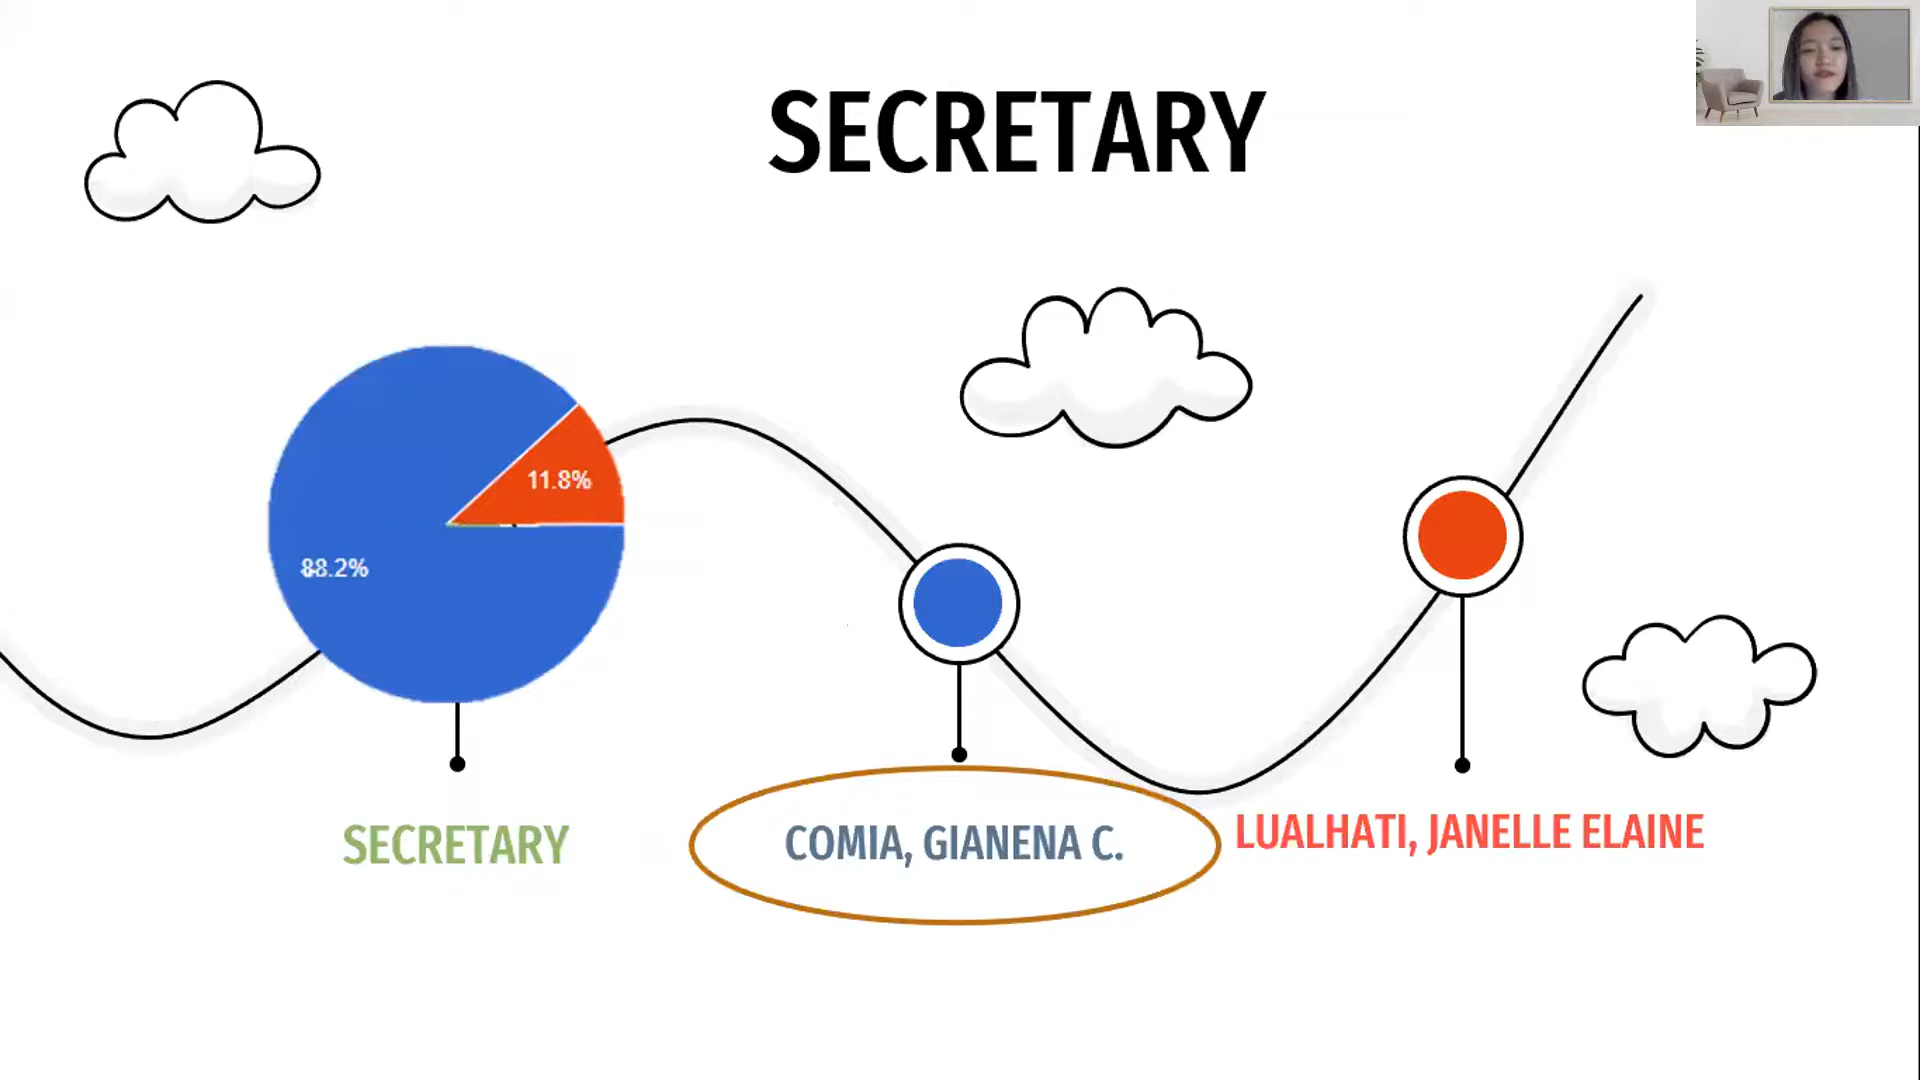 SECRETARY
11.8%
88.2%
SECRETARY
COMIA, GIANENA C.
LUALHATI, JANELLE ELAINE